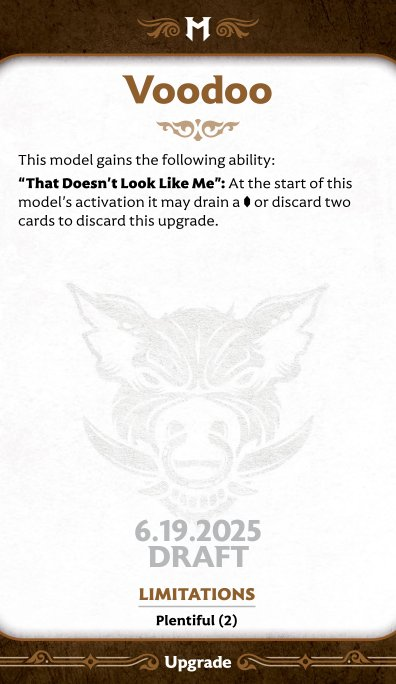 M
Voodoo
This model gains the following ability:
“That Doesn’t Look Like Me”: At the start of this
model’s activation it may drain a or discard two
cards to discard this upgrade.
6.19.2025
DRAFT
LIMITATIONS
Plentiful (2)
Upgrade